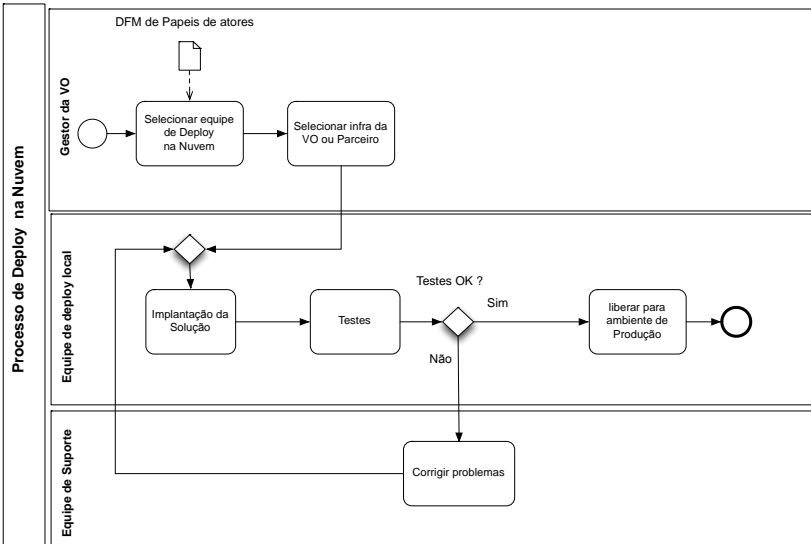 DFM de Papeis de atores
Processo de Deploy na Nuvem
Gestor da VO
Selecionar equipe
de Deploy
na Nuvem
Selecionar infra da
VO ou Parceiro
Equipe de deploy local
Implantação da
Solução
Testes
Testes OK ?
Sim
Não
liberar para
ambiente de
Produção
Equipe de Suporte
Corrigir problemas